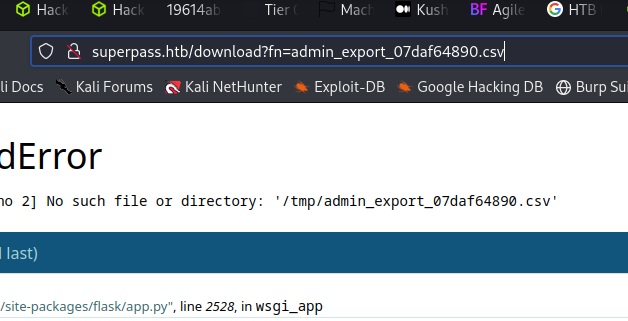 Hack Hack 19614ab Tier Mac Kush BF Agile G HTB
superpass.htb/download?fn=admin_export_07daf64890.csv
li Docs Kali Forums Kali NetHunter Exploit-DB Google Hacking DB Burp Sui
dError
no 2] No such file or directory: '/tmp/admin_export_07daf64890.csv'
l last)
/site-packages/flask/app.py", line 2528, in wsgi_app